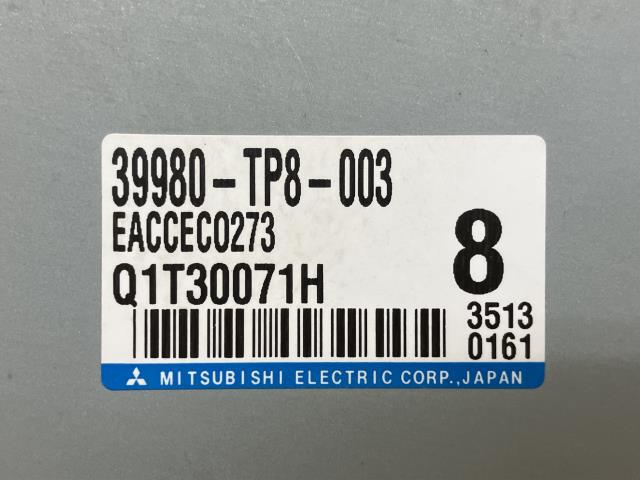 39980-TP8-003
EACCEC0273
Q1T30071H
8
3513
0161
MITSUBISHI ELECTRIC CORP.,JAPAN